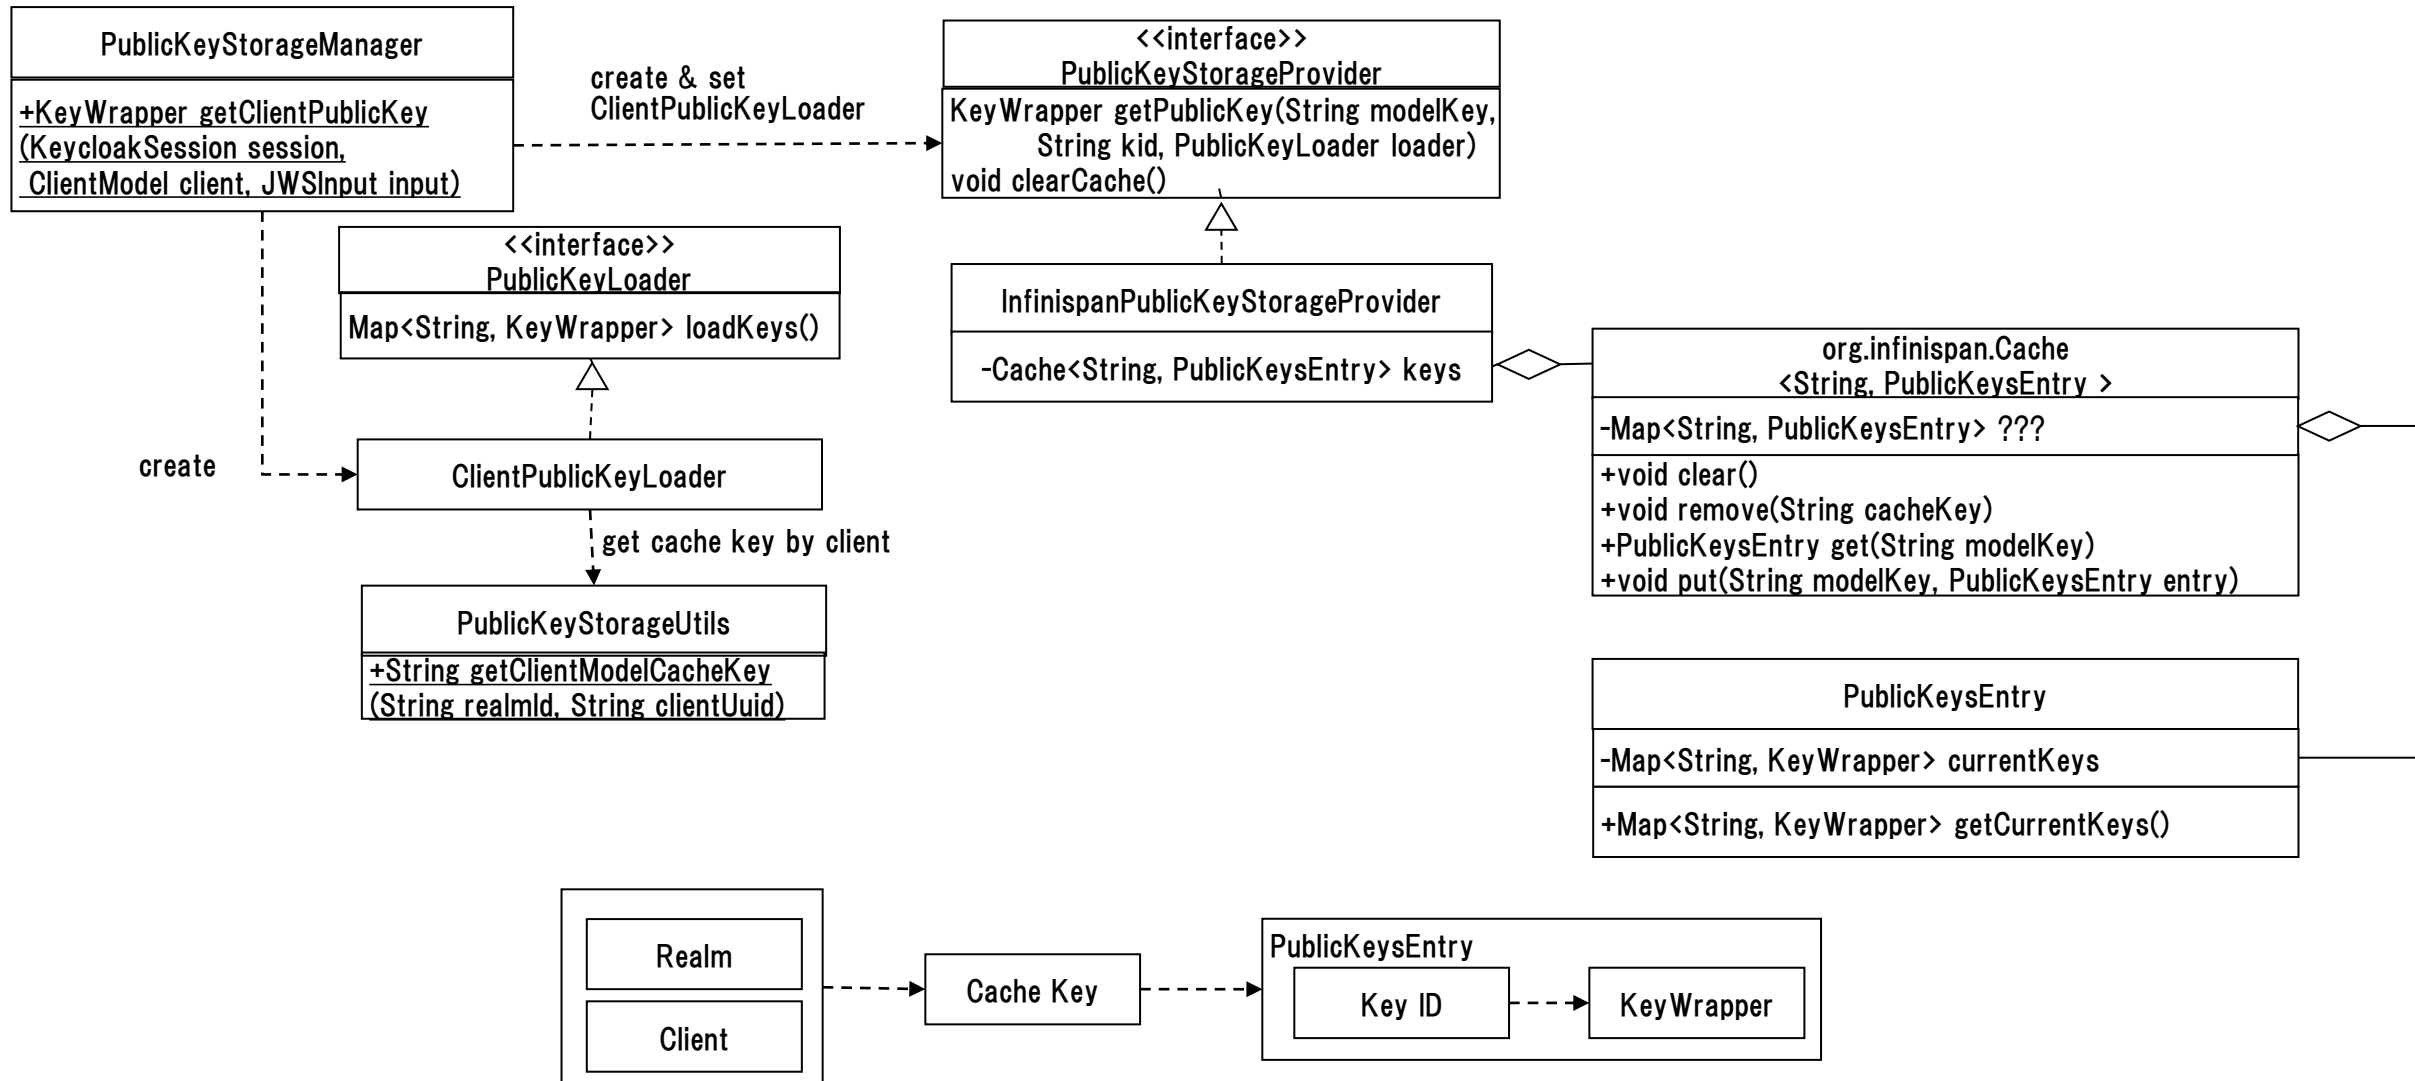 PublicKeyStorageManager
+KeyWrapper getClientPublicKey
(KeycloakSession session,
ClientModel client, JWSInput input)
create & set
ClientPublicKeyLoader
<<interface>>
PublicKeyStorageProvider
KeyWrapper getPublicKey(String modelKey,
String kid, PublicKeyLoader loader)
void clearCache()
<<interface>>
PublicKeyLoader
Map<String, KeyWrapper> loadKeys()
InfinispanPublicKeyStorageProvider
-Cache<String, PublicKeysEntry> keys
org.infinispan.Cache
<String, PublicKeysEntry >
-Map<String, PublicKeysEntry> ???
+void clear()
+void remove(String cacheKey)
+PublicKeysEntry get(String modelKey)
+void put(String modelKey, PublicKeysEntry entry)
create
ClientPublicKeyLoader
get cache key by client
PublicKeyStorageUtils
+String getClientModelCacheKey
(String realmId, String clientUuid)
PublicKeysEntry
-Map<String, KeyWrapper> currentKeys
+Map<String, KeyWrapper> getCurrentKeys()
Realm
Client
Cache Key
PublicKeysEntry
Key ID
KeyWrapper